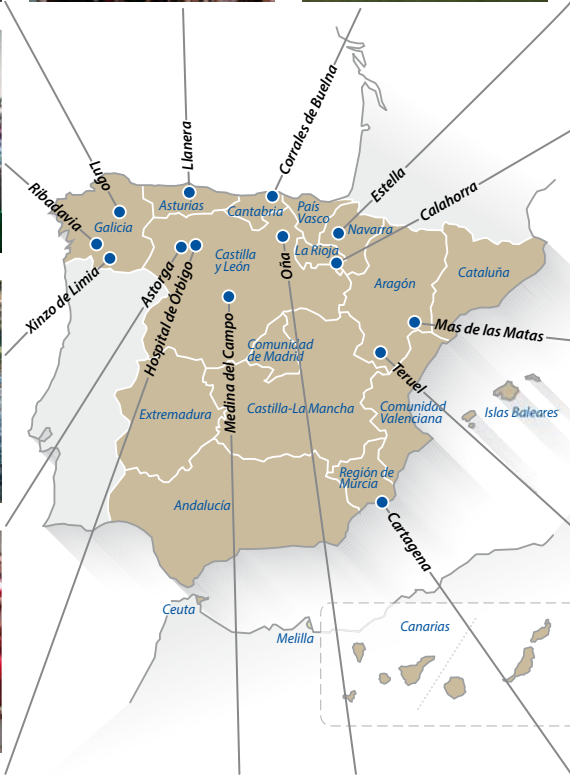 Llanera
Corrales de Buelna
Lugo
Estella
Calahorra
Ribadavia
Asturias
Cantabria
País
Vasco
Navarra
Galicia
La Rioja
Xinzo de Limia
Astorga
Hospital de Órbigo
Castilla
y León
Oña
Aragón
Cataluña
Medina del Campo
Mas de las Matas
Comunidad
de Madrid
Teruel
Extremadura
Castilla-La Mancha
Comunidad
Valenciana
Islas Baleares
Región de
Murcia
Andalucía
Cartagena
Ceuta
Melilla
Canarias